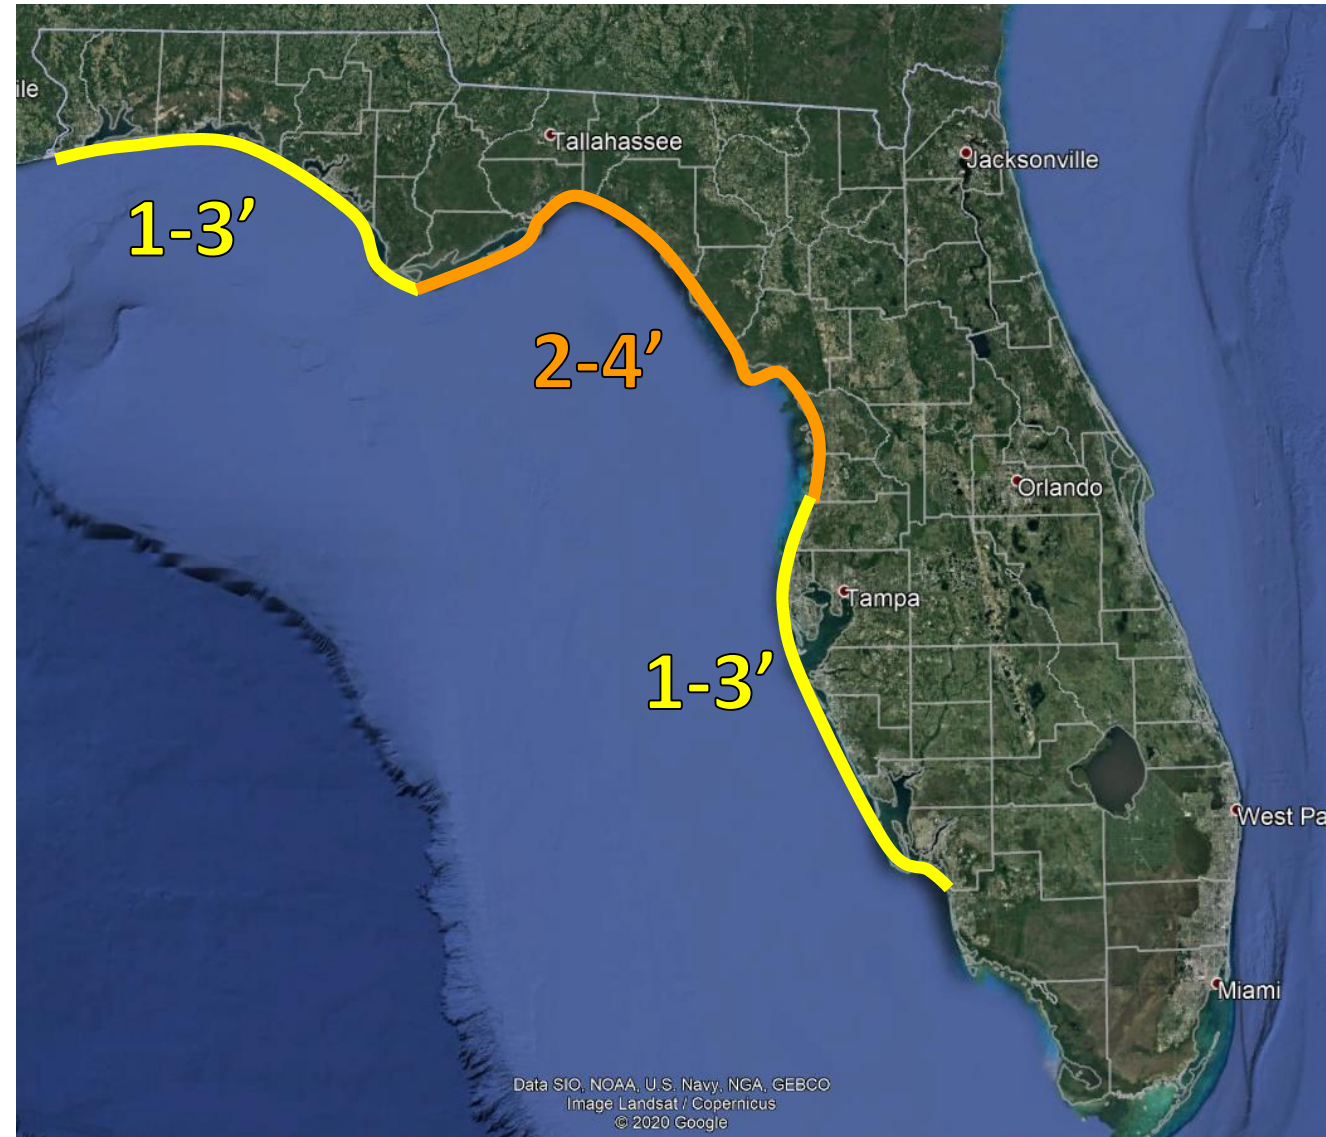 ile
Tallahassee
Jacksonville
1-3’
2-4’
Orlando
Tampa
1-3’
West Pa
Miami
Data SIO, NOAA, U.S. Navy, NGA, GEBCO
Image Landsat / Copernicus
© 2020 Google